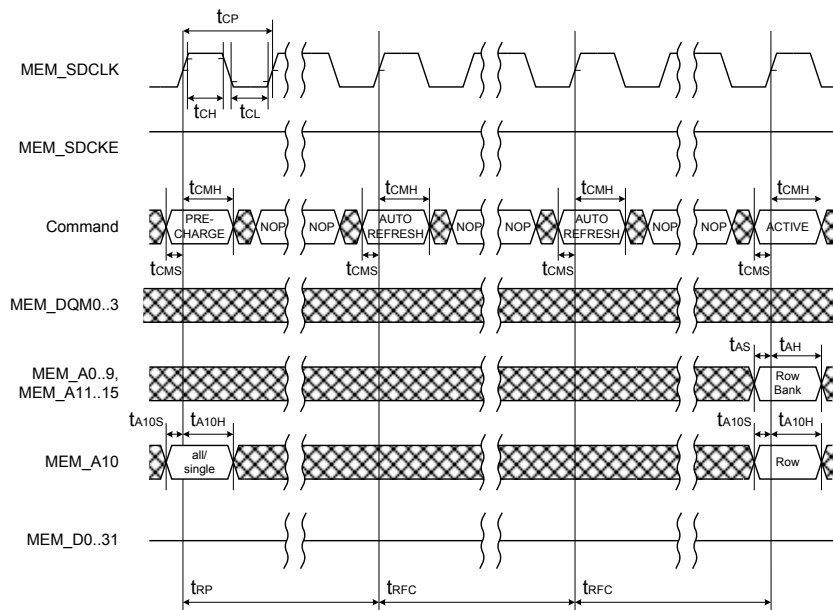 tCP
MEM_SDCLK
tCH
tCL
MEM_SDCKE
tCMH
tCMH
tCMH
tCMH
Command
PRE-
CHARGE
NOP
NOP
AUTO
REFRESH
NOP
NOP
AUTO
REFRESH
NOP
NOP
ACTIVE
tCMS
tCMS
tCMS
tCMS
MEM_DQM0..3
tAS
tAH
MEM_A0..9,
MEM_A11..15
Row
Bank
tA10S
tA10H
tA10S
tA10H
MEM_A10
all/
single
Row
MEM_D0..31
tRP
tRFC
tRFC